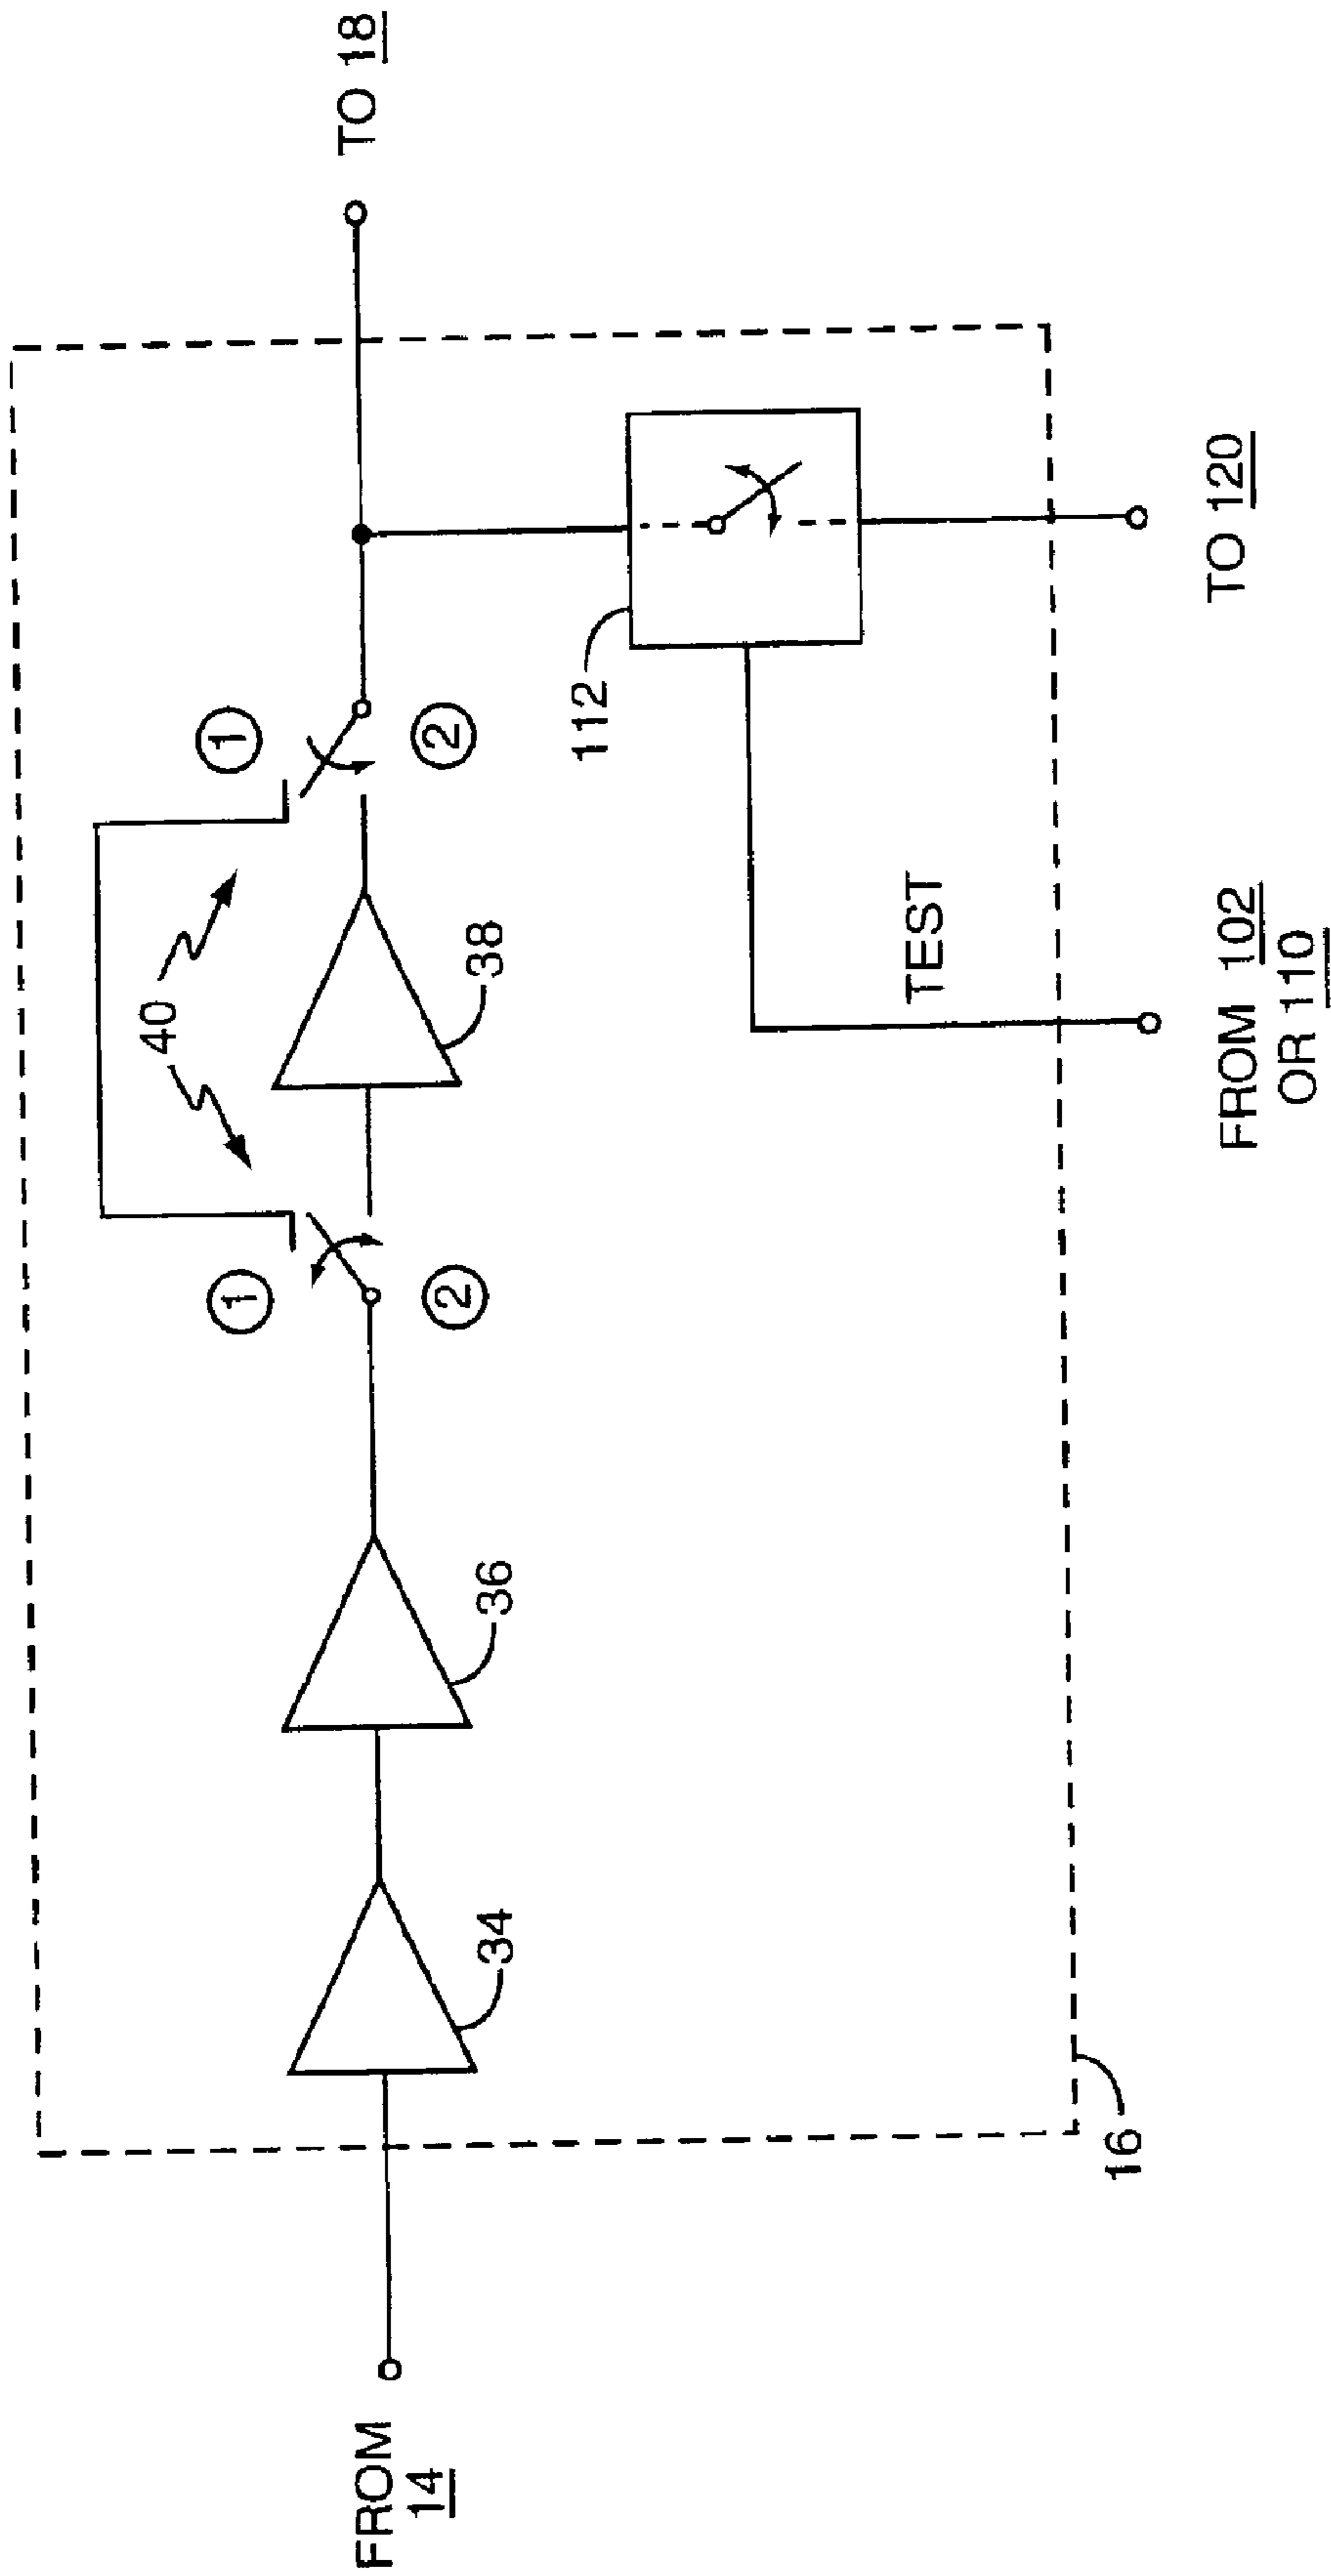 FROM
14
34
36
①
②
40
38
①
②
TO 18
112
TEST
TO 120
FROM 102
OR 110
16